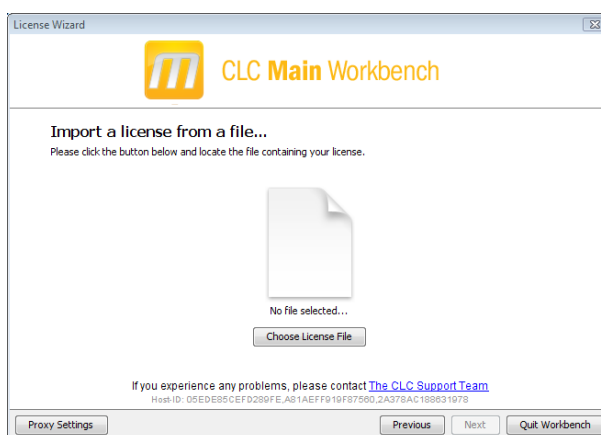 License Wizard
CLC Main Workbench
Import a license from a file...
Please click the button below and locate the file containing your license.
No file selected...
Choose License File
If you experience any problems, please contact The CLC Support Team
Host-ID: 05EDE85CEFD289FE,A81AEFF919F87560,2A378AC188631978
Proxy Settings Previous Next Quit Workbench